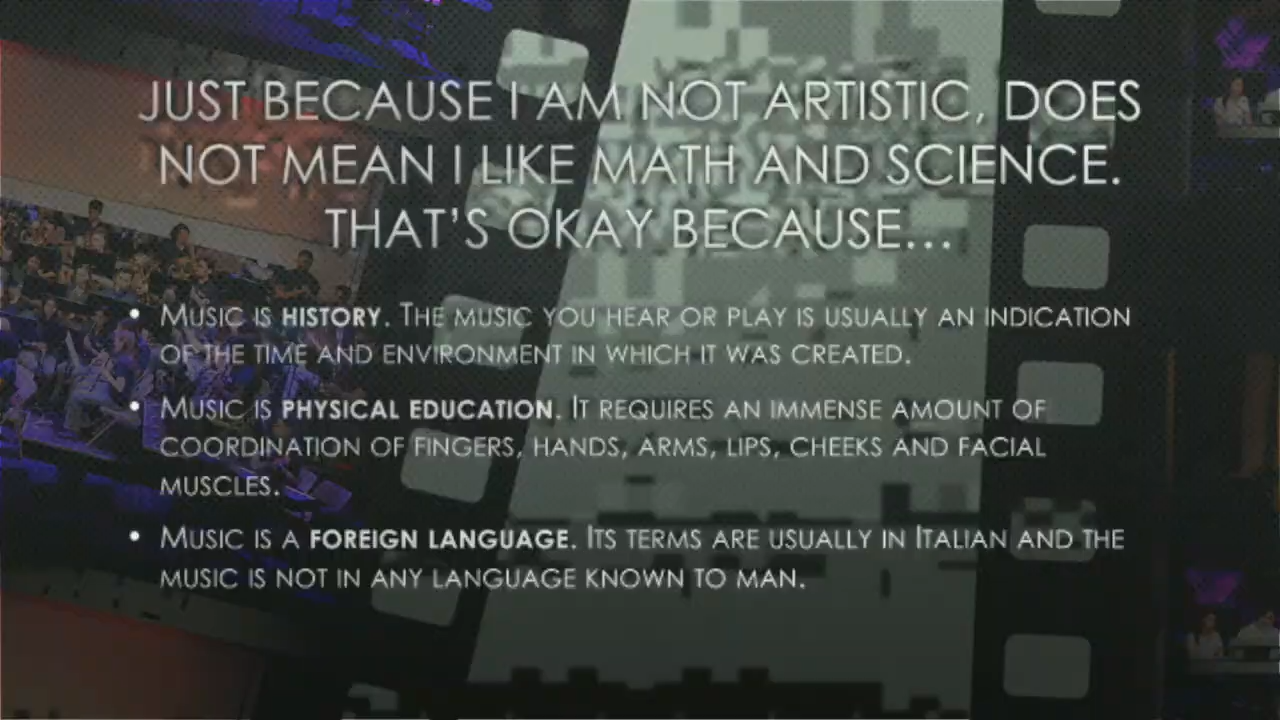 JUST BECAUSE I AM NOT ARTISTIC, DOES
NOT MEAN I LIKE MATH AND SCIENCE.
THAT'S OKAY BECAUSE...
• MUSIC IS HISTORY. THE MUSIC YOU HEAR OR PLAY IS USUALLY AN INDICATION
OF THE TIME AND ENVIRONMENT IN WHICH IT WAS CREATED.
• MUSIC IS PHYSICAL EDUCATION. IT REQUIRES AN IMMENSE AMOUNT OF
COORDINATION OF FINGERS, HANDS, ARMS, LIPS, CHEEKS AND FACIAL
MUSCLES.
• MUSIC IS A FOREIGN LANGUAGE. ITS TERMS ARE USUALLY IN ITALIAN AND THE
MUSIC IS NOT IN ANY LANGUAGE KNOWN TO MAN.